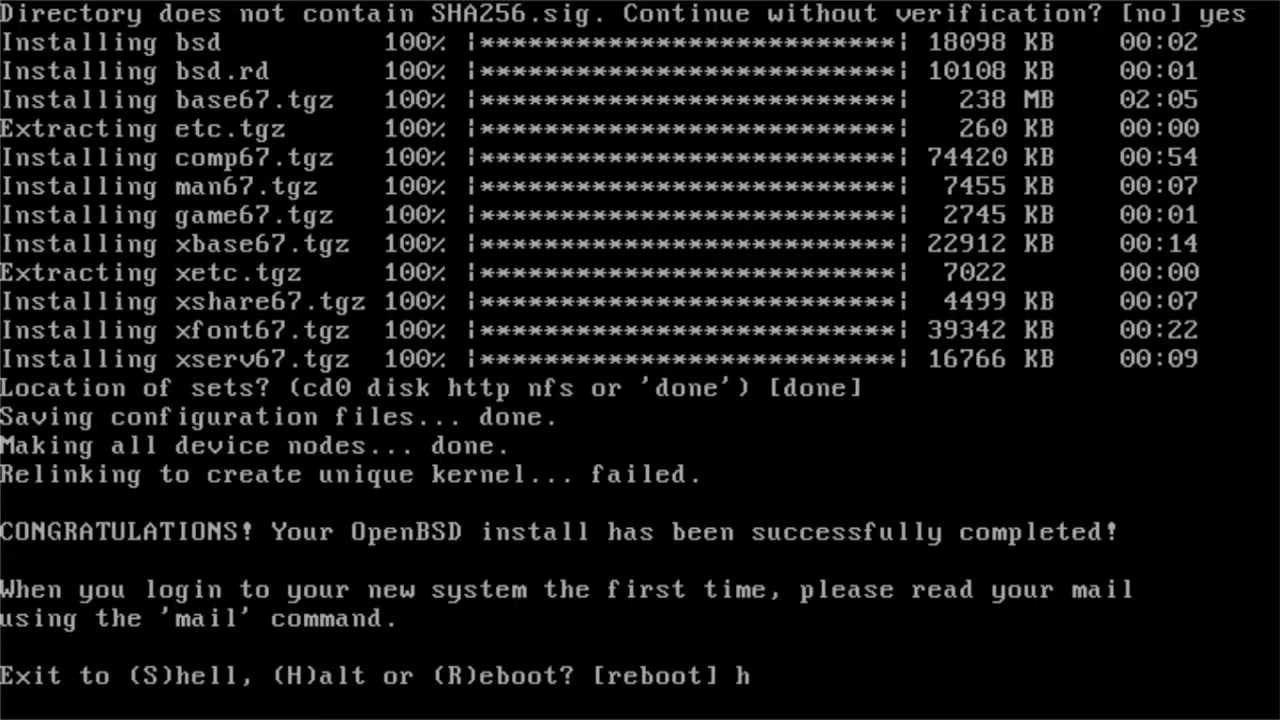 Directory does not contain SHA256.sig. Continue without verification? [no] yes
Installing bsd          100% |**************************| 18098 KB    00:02
Installing bsd.rd       100% |**************************| 10108 KB    00:01
Installing base67.tgz   100% |**************************|   238 MB    02:05
Extracting etc.tgz      100% |**************************|   260 KB    00:00
Installing comp67.tgz   100% |**************************| 74420 KB    00:54
Installing man67.tgz    100% |**************************|  7455 KB    00:07
Installing game67.tgz   100% |**************************|  2745 KB    00:01
Installing xbase67.tgz  100% |**************************| 22912 KB    00:14
Extracting xetc.tgz     100% |**************************|  7022       00:00
Installing xshare67.tgz 100% |**************************|  4499 KB    00:07
Installing xfont67.tgz  100% |**************************| 39342 KB    00:22
Installing xserv67.tgz  100% |**************************| 16766 KB    00:09
Location of sets? (cd0 disk http nfs or 'done') [done]
Saving configuration files... done.
Making all device nodes... done.
Relinking to create unique kernel... failed.
CONGRATULATIONS! Your OpenBSD install has been successfully completed!
When you login to your new system the first time, please read your mail
using the 'mail' command.
Exit to (S)hell, (H)alt or (R)eboot? [reboot] h